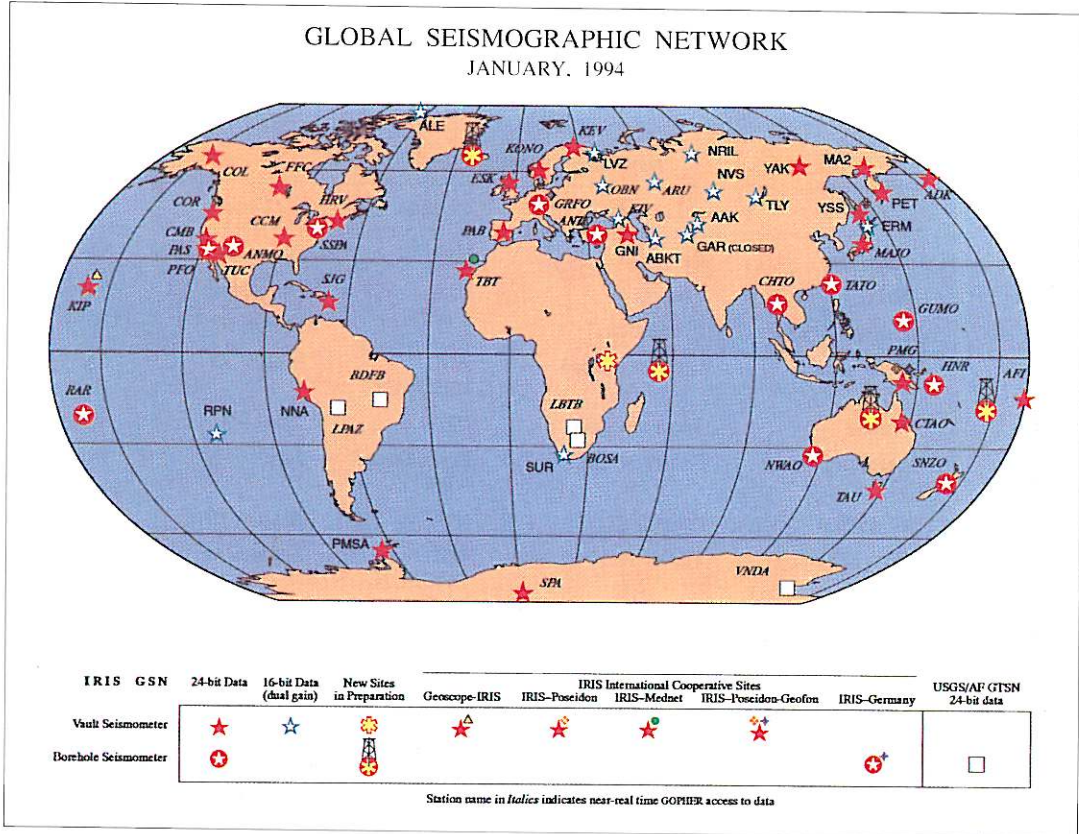 GLOBAL SEISMOGRAPHIC NETWORK
JANUARY, 1994
ALE
KEV
KONO
LVZ
NRIL
YAK
MA2
COL
FFC
ESK
OBN
ARU
NVS
TLY
ADK
PET
COR
HRV
GRFO
KIV
AAK
YSS
CCM
CMB
PAS
PFO
TUC
ANMO
SSPA
PAB
ANTO
GNI
ABKT
GAR (CLOSED)
ERM
MAJO
KIP
SJG
TBT
CHTO
TATO
GUMO
PMG
HNR
AFI
RAR
RPN
NNA
BDFB
LPAZ
LBTB
BOSA
SUR
CTAO
NWAO
SNZO
TAU
PMSA
SPA
VNDA
IRIS GSN
24-bit Data
16-bit Data
(dual gain)
New Sites
in Preparation
IRIS International Cooperative Sites
Geoscope-IRIS
IRIS–Poseidon
IRIS–Mednet
IRIS–Poseidon-Geofon
IRIS–Germany
USGS/AF GTSN
24-bit data
Vault Seismometer
Borehole Seismometer
Station name in Italics indicates near-real time GOPHER access to data